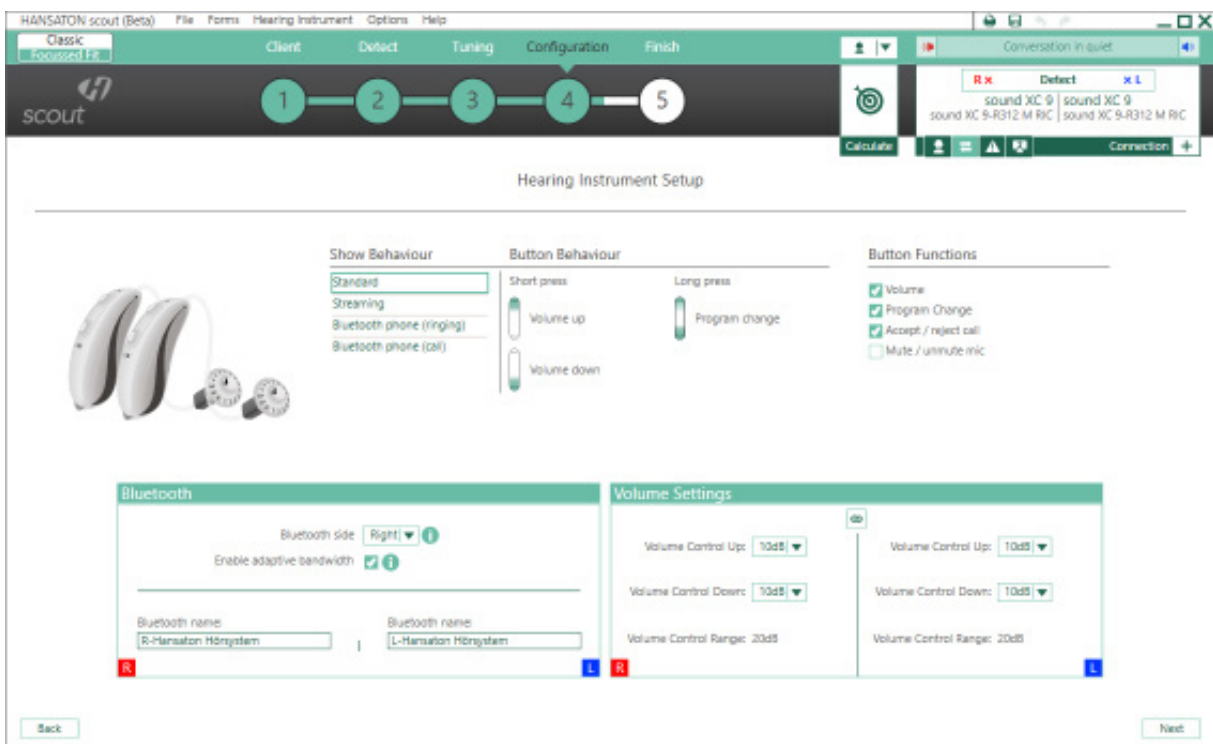 HANSATON scout (Beta) File Forms Hearing Instrument Options Help
Classic
Focussed Fit
Client Detect Tuning Configuration Finish
Conversation in quiet
scout
1 2 3 4 5
R x Detect x L
sound XC 9 sound XC 9
sound XC 9-R312 M RIC sound XC 9-R312 M RIC
Calculate
Connection +
Hearing Instrument Setup
Show Behaviour
Standard
Streaming
Bluetooth phone (ringing)
Bluetooth phone (call)
Button Behaviour
Short press
Volume up
Volume down
Long press
Program change
Button Functions
Volume
Program Change
Accept / reject call
Mute / unmute mic
Bluetooth
Bluetooth side Right
Enable adaptive bandwidth
Bluetooth name:
R-Hansaton Hörsystem
Bluetooth name:
L-Hansaton Hörsystem
R L
Volume Settings
Volume Control Up: 10dB Volume Control Up: 10dB
Volume Control Down: 10dB Volume Control Down: 10dB
Volume Control Range: 20dB Volume Control Range: 20dB
R L
Back Next